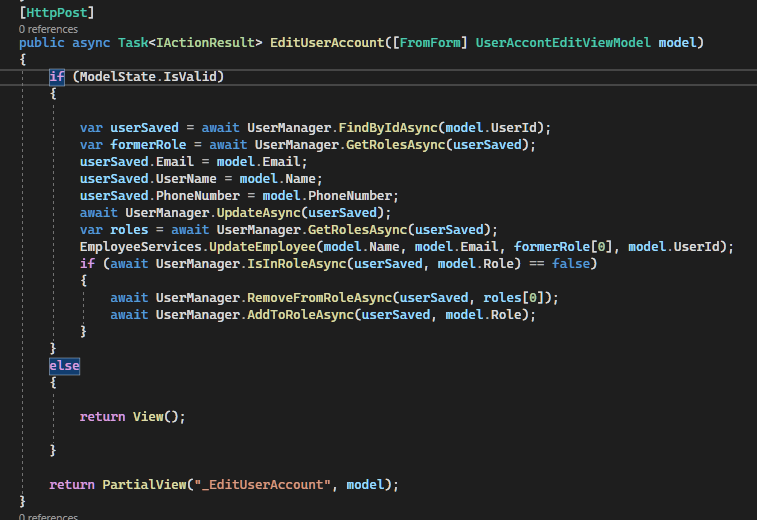 [HttpPost]
0 references
public async Task<IActionResult> EditUserAccount([FromForm] UserAccontEditViewModel model)
{
if (ModelState.IsValid)
{
var userSaved = await UserManager.FindByIdAsync(model.UserId);
var formerRole = await UserManager.GetRolesAsync(userSaved);
userSaved.Email = model.Email;
userSaved.UserName = model.Name;
userSaved.PhoneNumber = model.PhoneNumber;
await UserManager.UpdateAsync(userSaved);
var roles = await UserManager.GetRolesAsync(userSaved);
EmployeeServices.UpdateEmployee(model.Name, model.Email, formerRole[0], model.UserId);
if (await UserManager.IsInRoleAsync(userSaved, model.Role) == false)
{
await UserManager.RemoveFromRoleAsync(userSaved, roles[0]);
await UserManager.AddToRoleAsync(userSaved, model.Role);
}
}
else
{
return View();
}
return PartialView("_EditUserAccount", model);
}
0 references